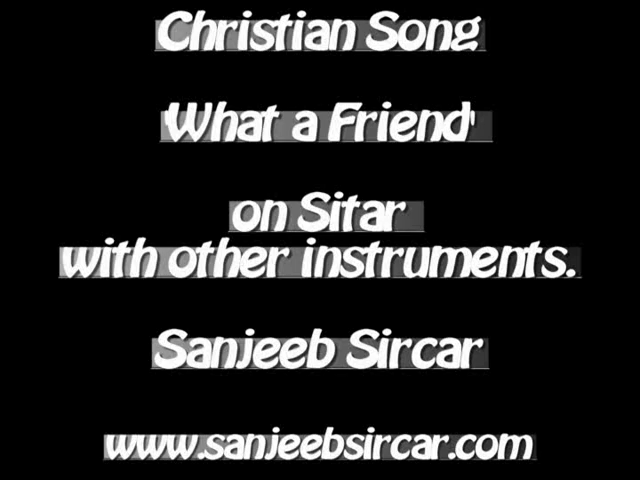 Christian Song
What a Friend'
on Sitar
with other instruments.
Sanjeeb Sircar
www.sanjeebsircar.com